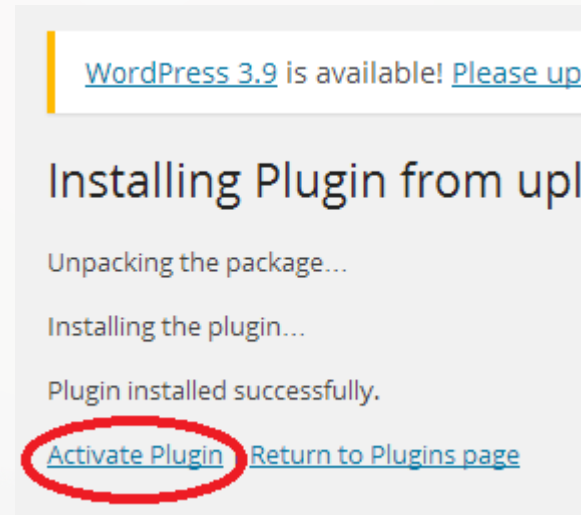 WordPress 3.9 is available! Please up
Installing Plugin from upl
Unpacking the package…
Installing the plugin…
Plugin installed successfully.
Activate Plugin Return to Plugins page